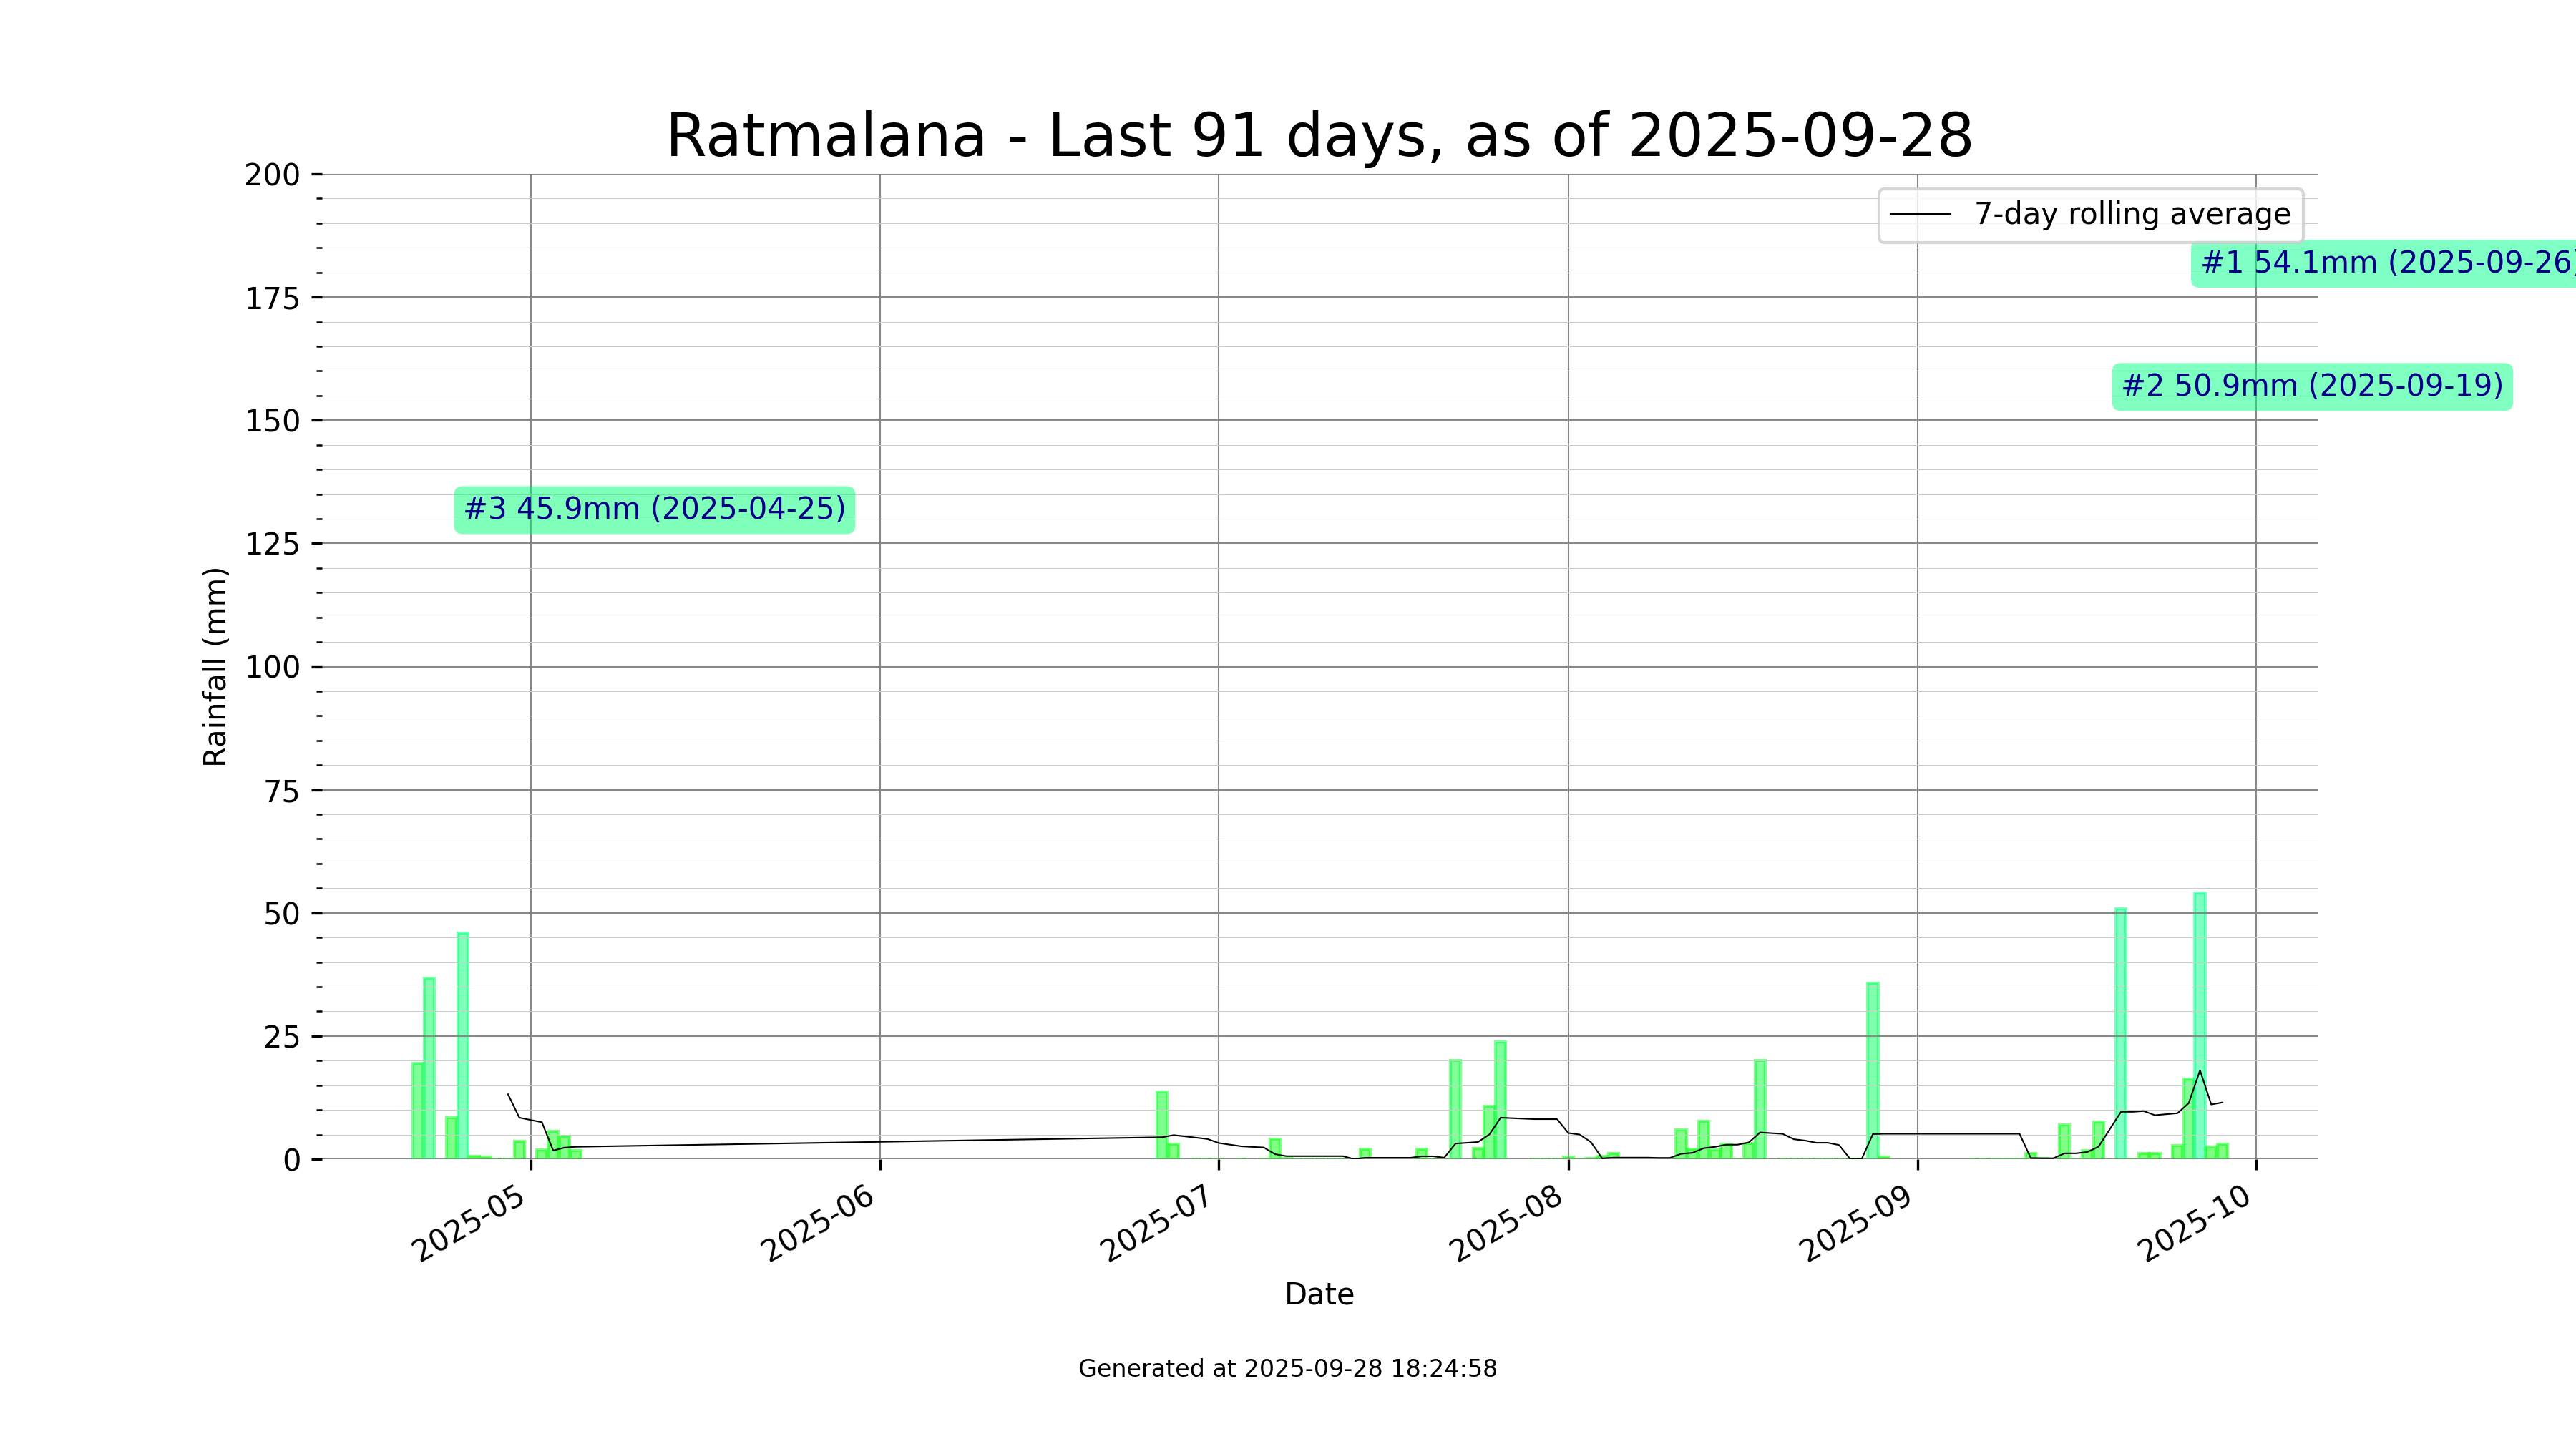 Ratmalana - Last 91 days, as of 2025-09-28
200
175
150
125
100
75
50
25
0
Rainfall (mm)
7-day rolling average
#1 54.1mm (2025-09-26)
#2 50.9mm (2025-09-19)
#3 45.9mm (2025-04-25)
2025-05
2025-06
2025-07
2025-08
2025-09
2025-10
Date
Generated at 2025-09-28 18:24:58